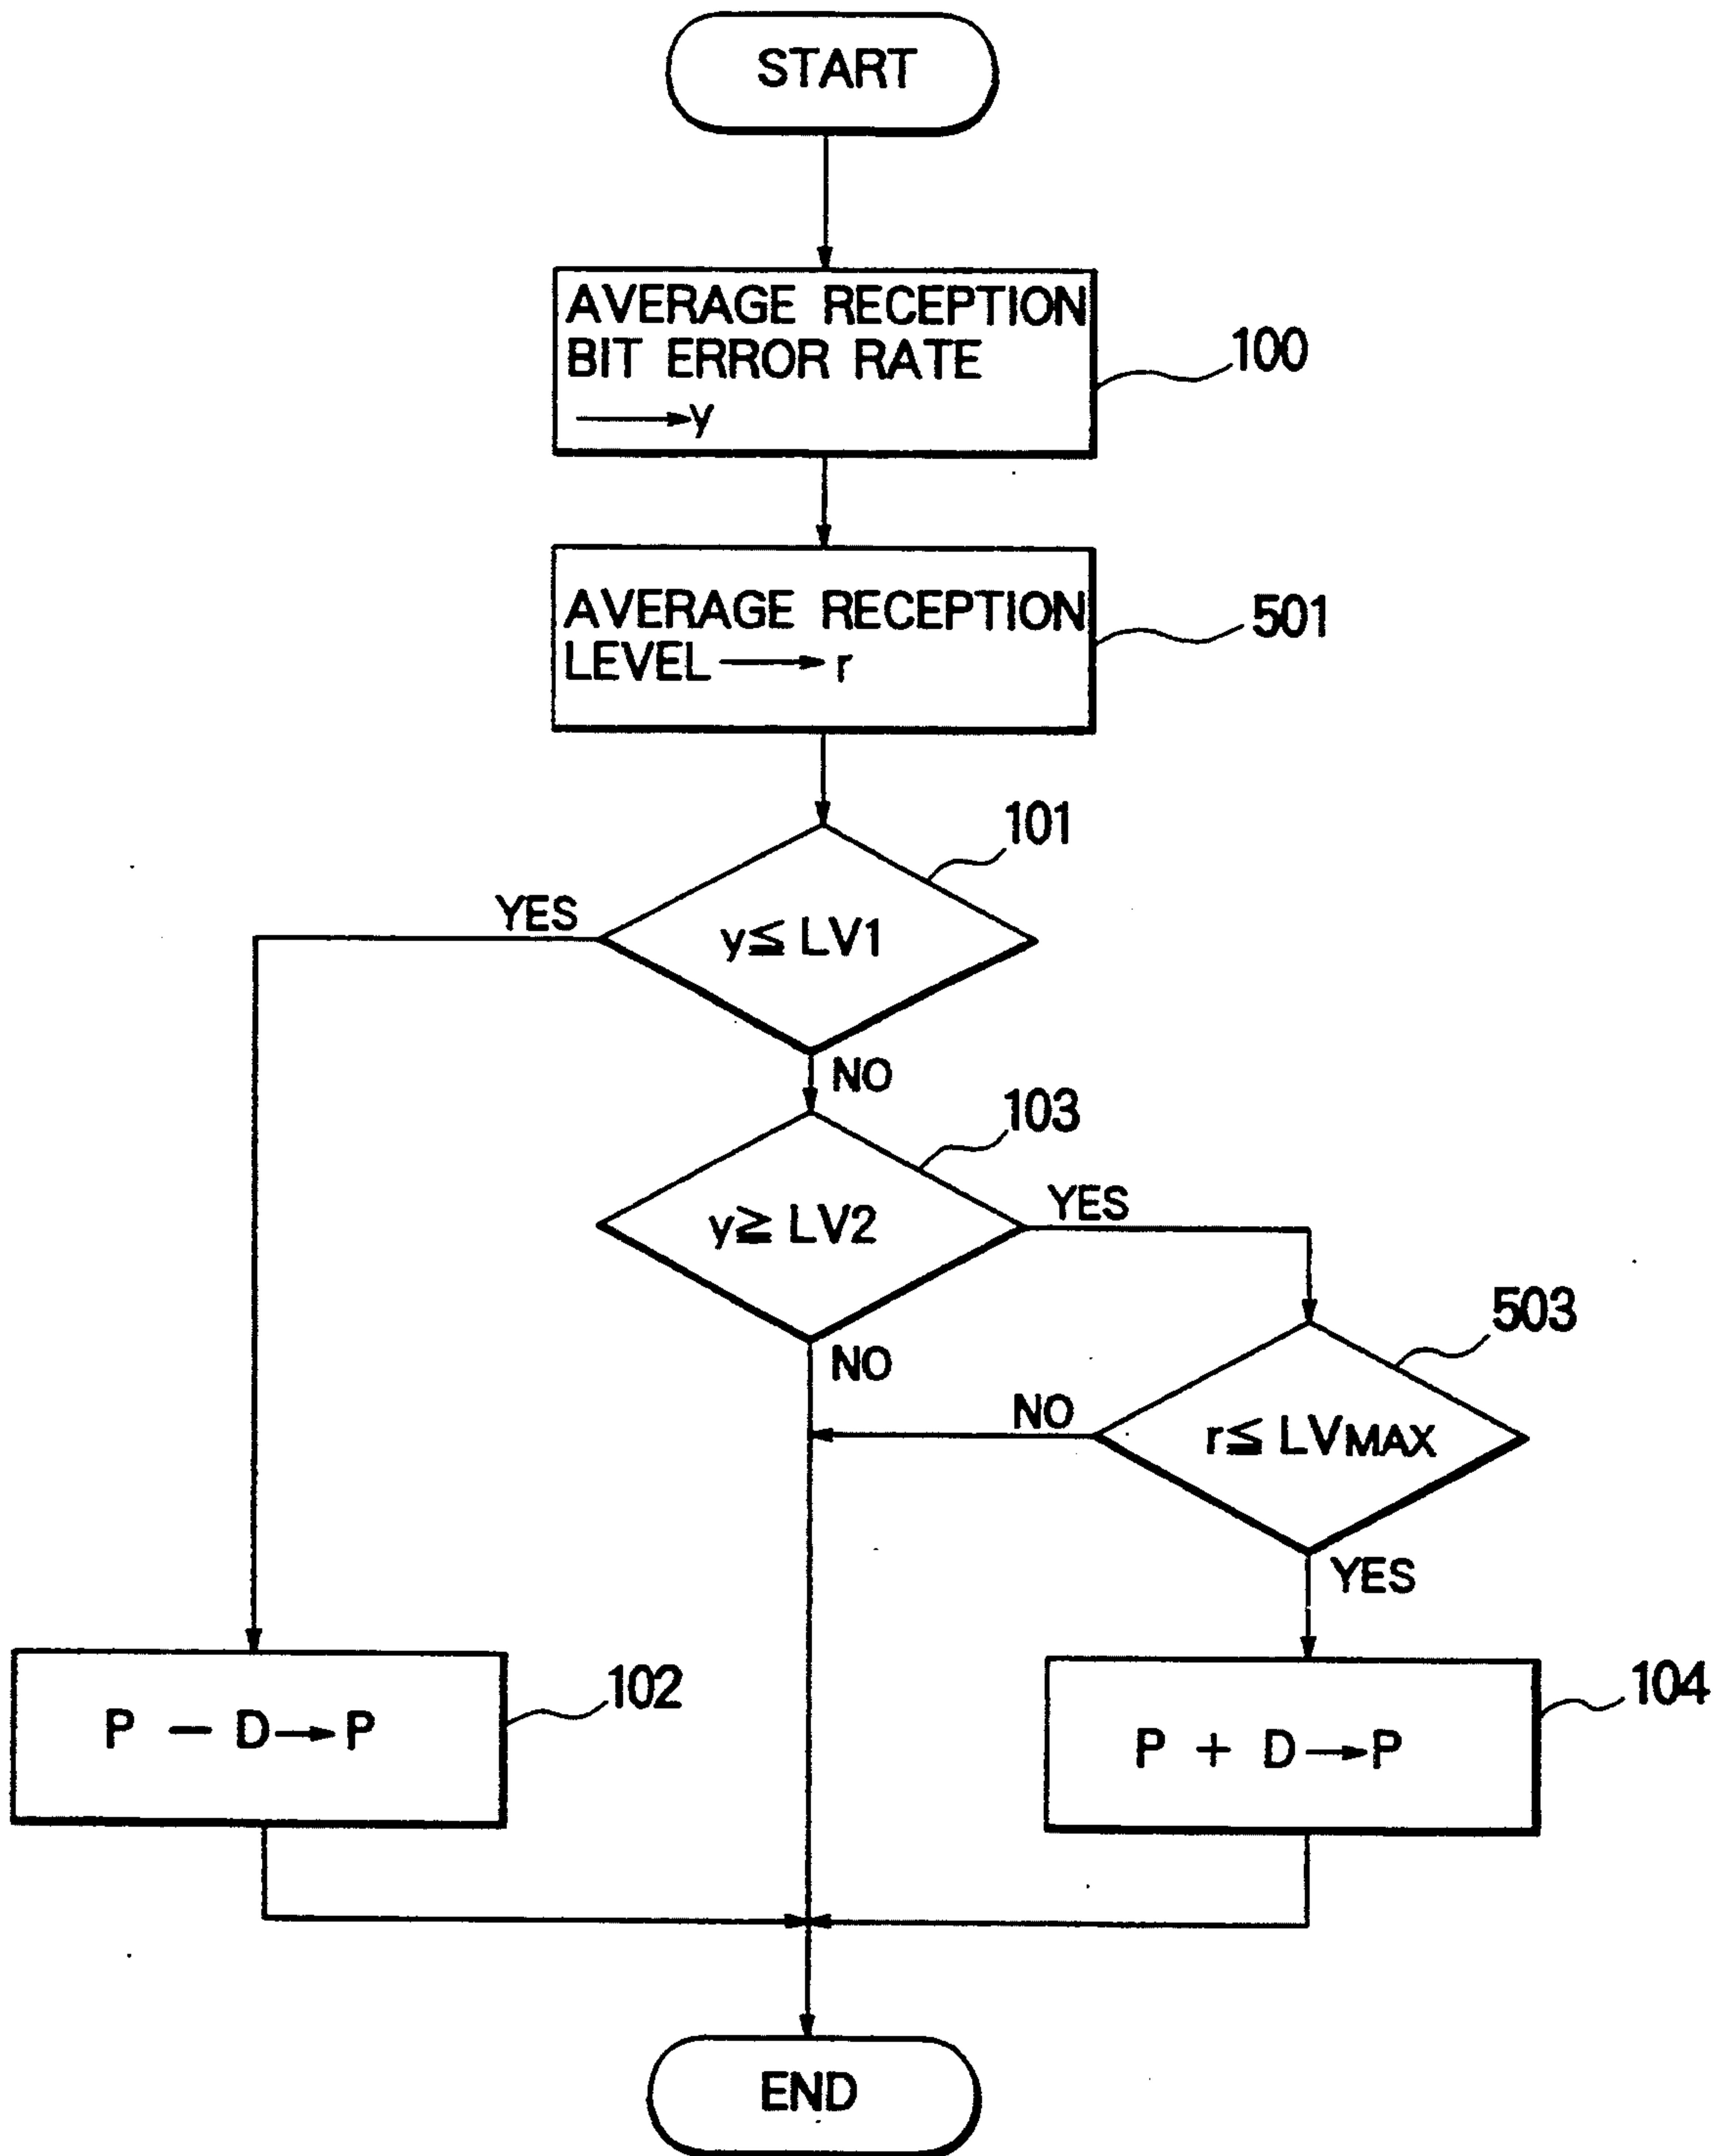 START
AVERAGE RECEPTION
BIT ERROR RATE
→y
100
AVERAGE RECEPTION
LEVEL → r
501
101
YES
y≦ LV1
NO
103
YES
y≧ LV2
503
NO
NO
r≦ LVMAX
YES
102
104
P − D→P
P + D→P
END